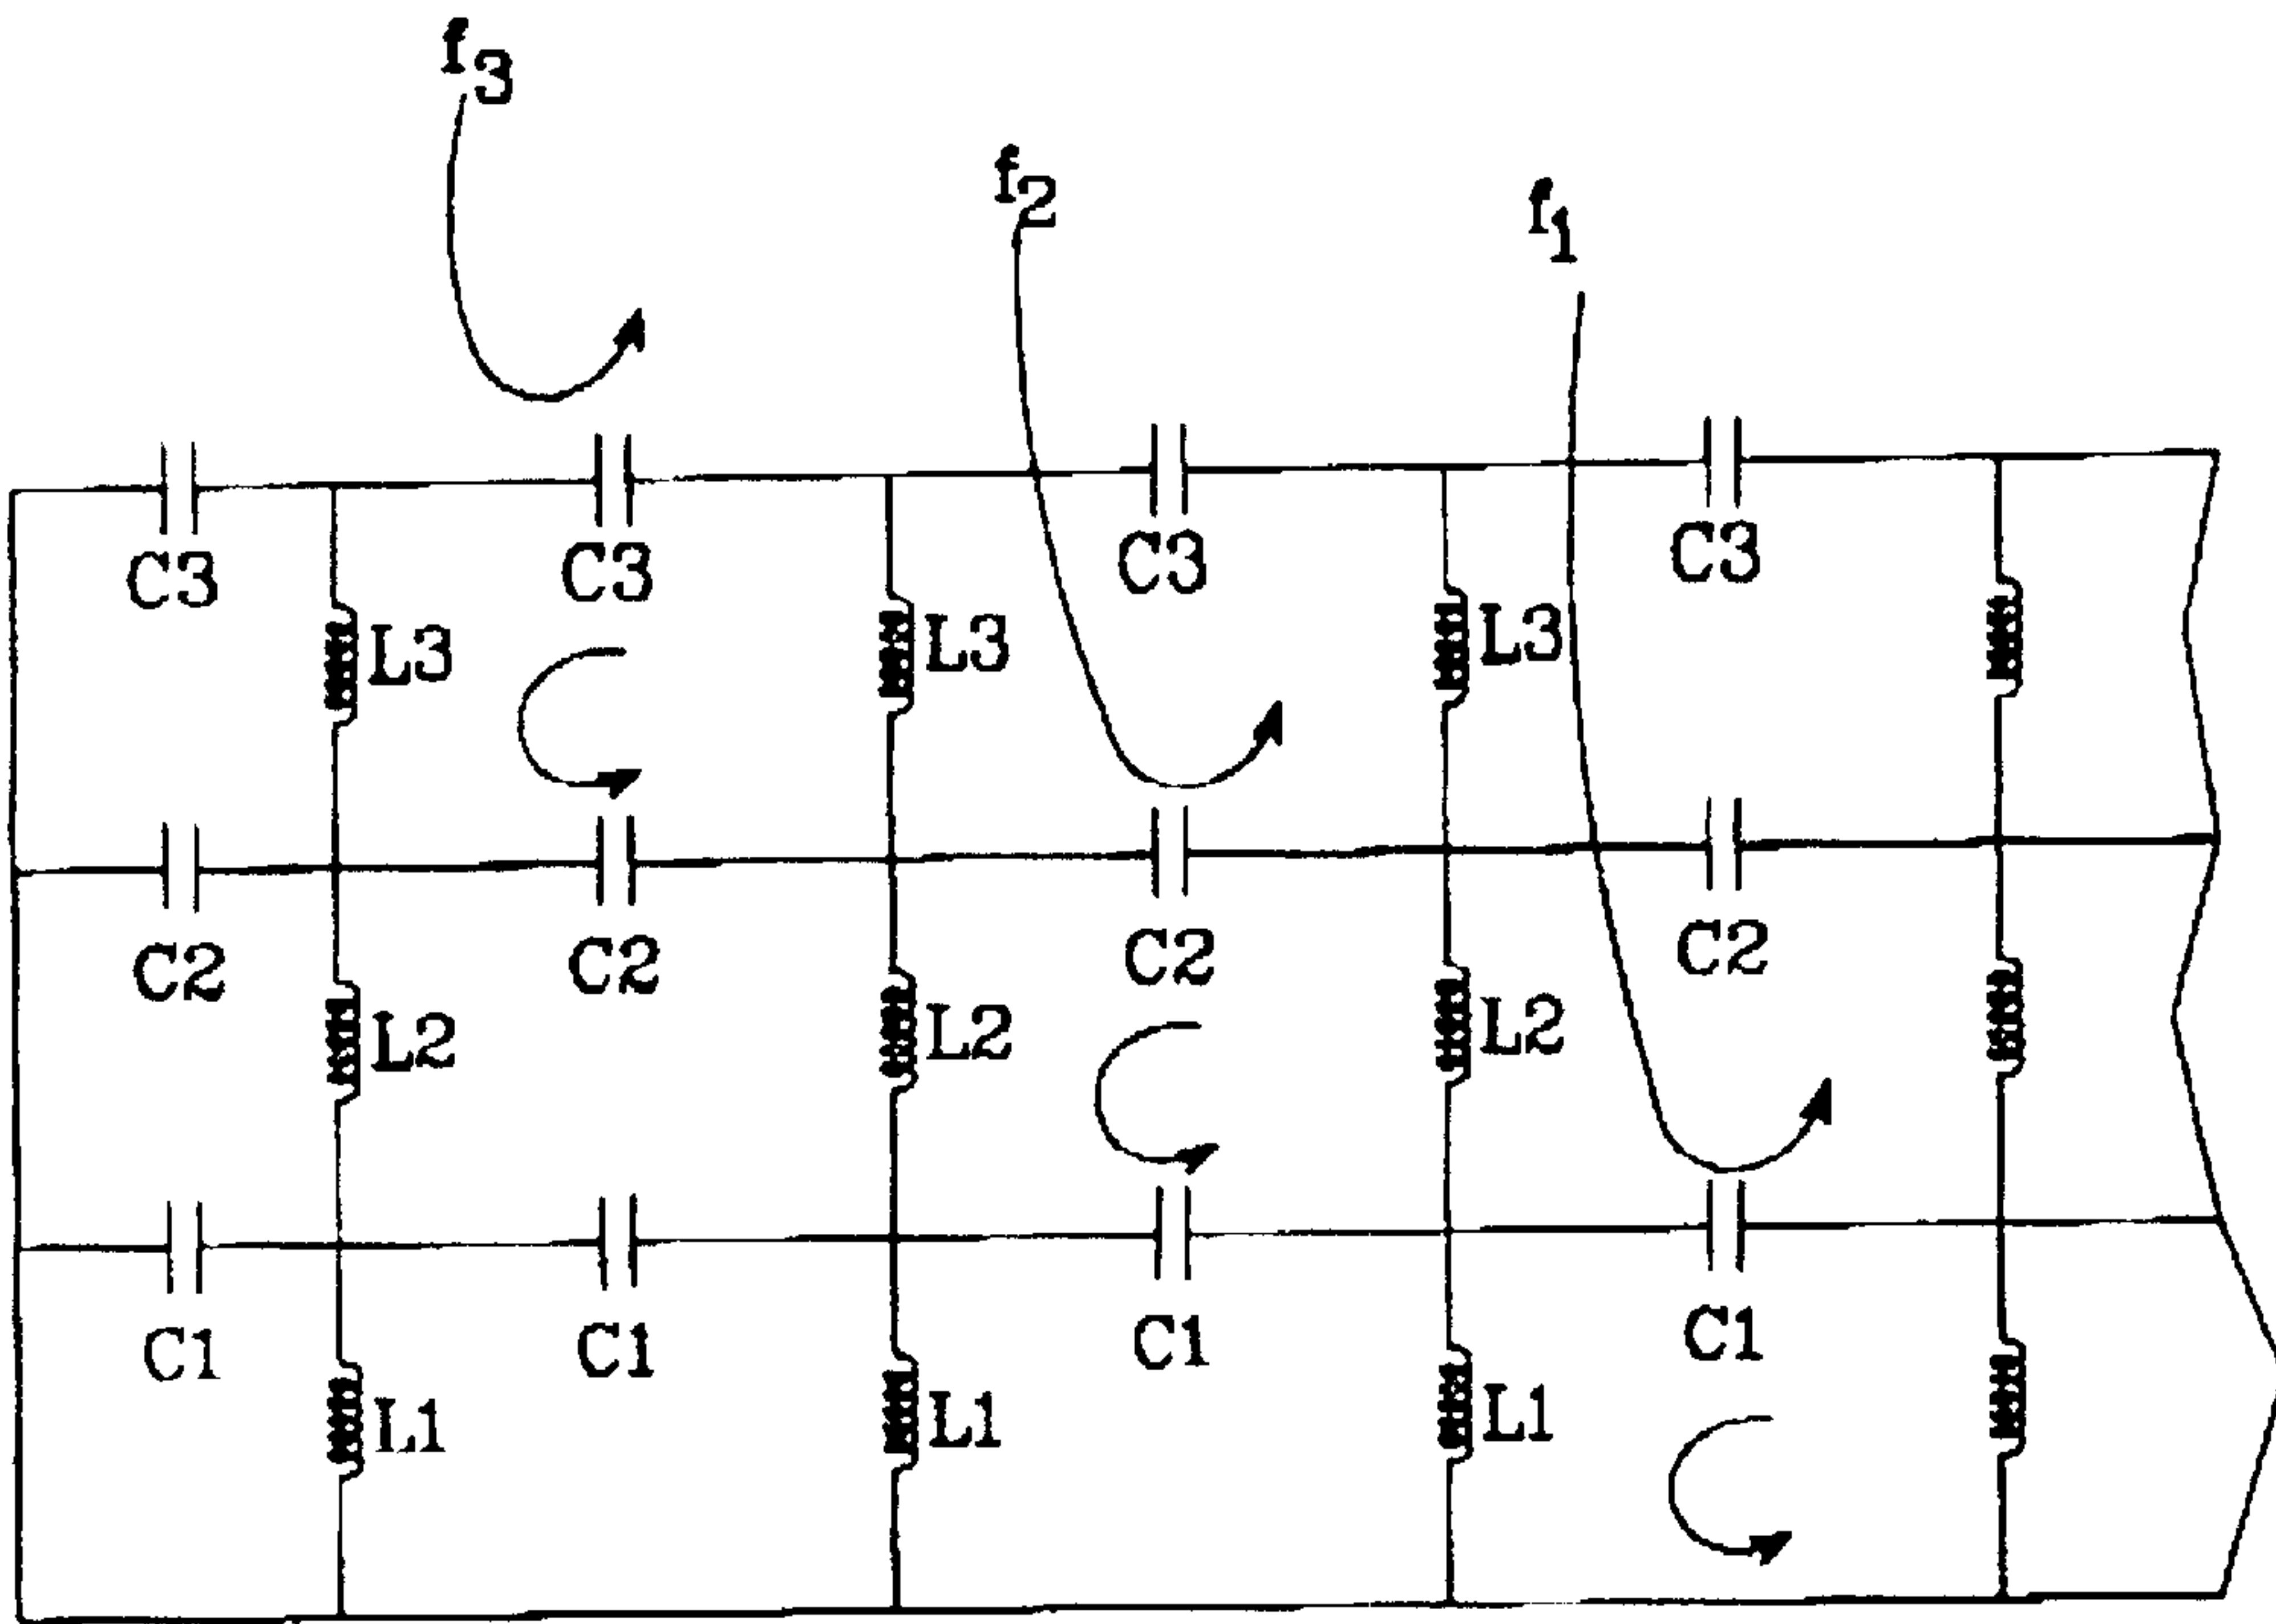 f3
f2
f1
C3 C3 C3 C3
L3 L3 L3
C2 C2 C2 C2
L2 L2 L2
C1 C1 C1 C1
L1 L1 L1